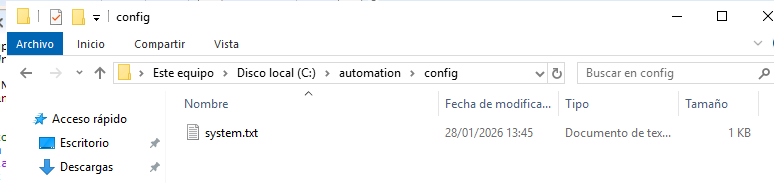 config
Archivo Inicio Compartir Vista
Este equipo Disco local (C:) automation config Buscar en config
Nombre Fecha de modifica... Tipo Tamaño
Acceso rápido
system.txt 28/01/2026 13:45 Documento de tex... 1 KB
Escritorio
Descargas